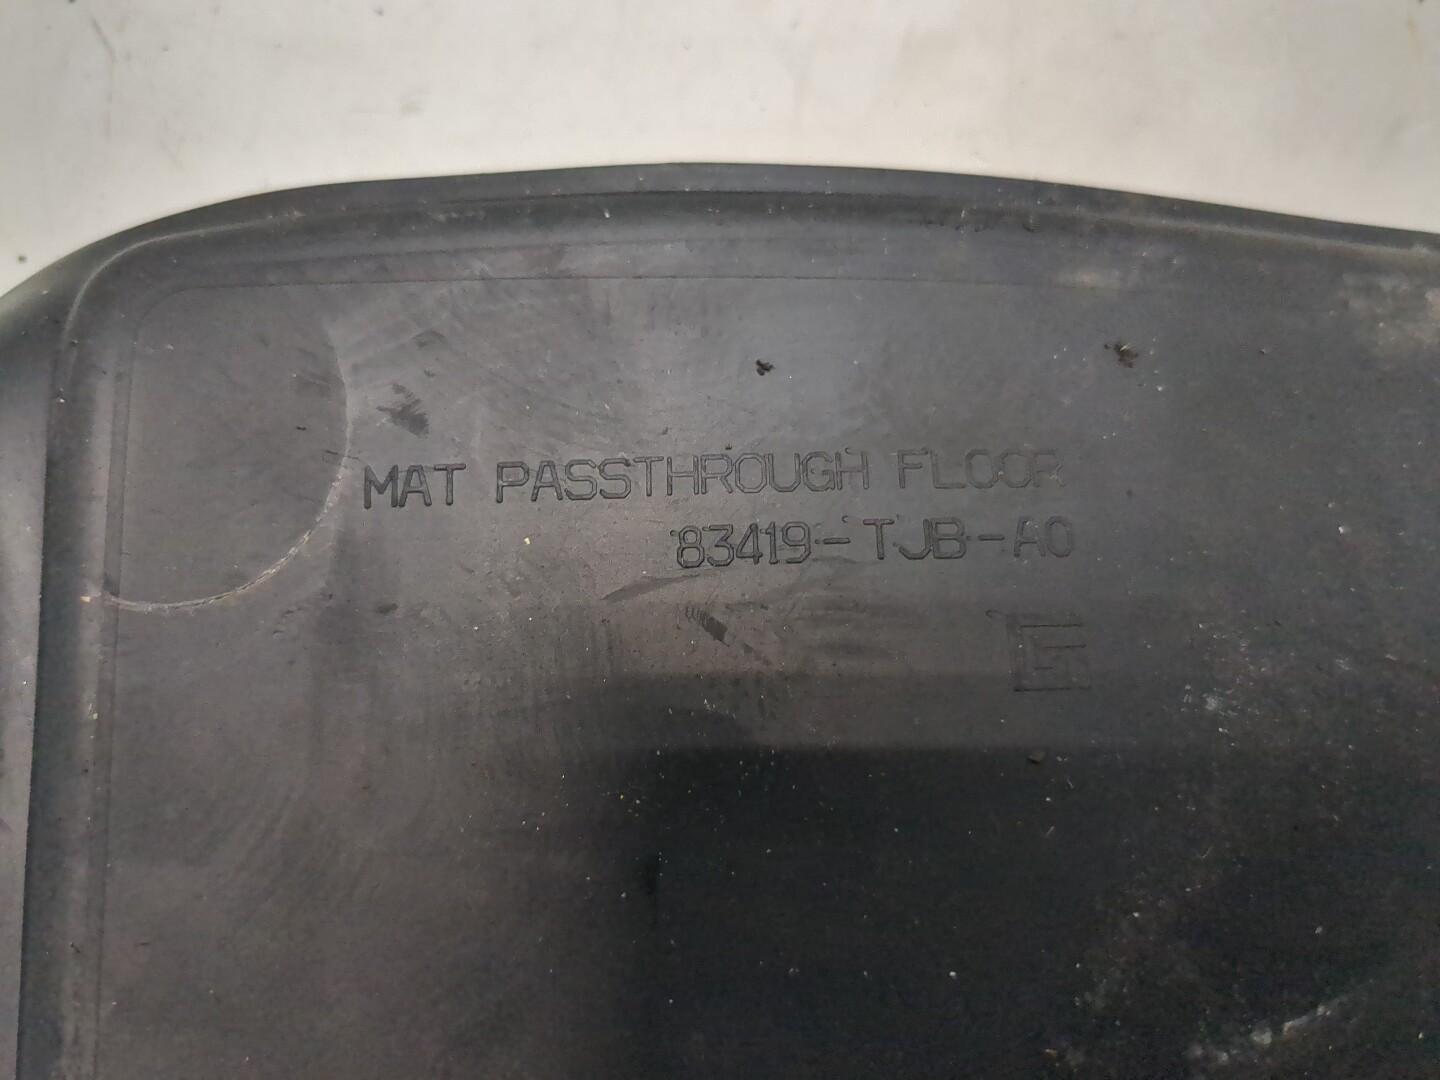 MAT PASSTHROUGH FLOOR
83419-TJB-A0